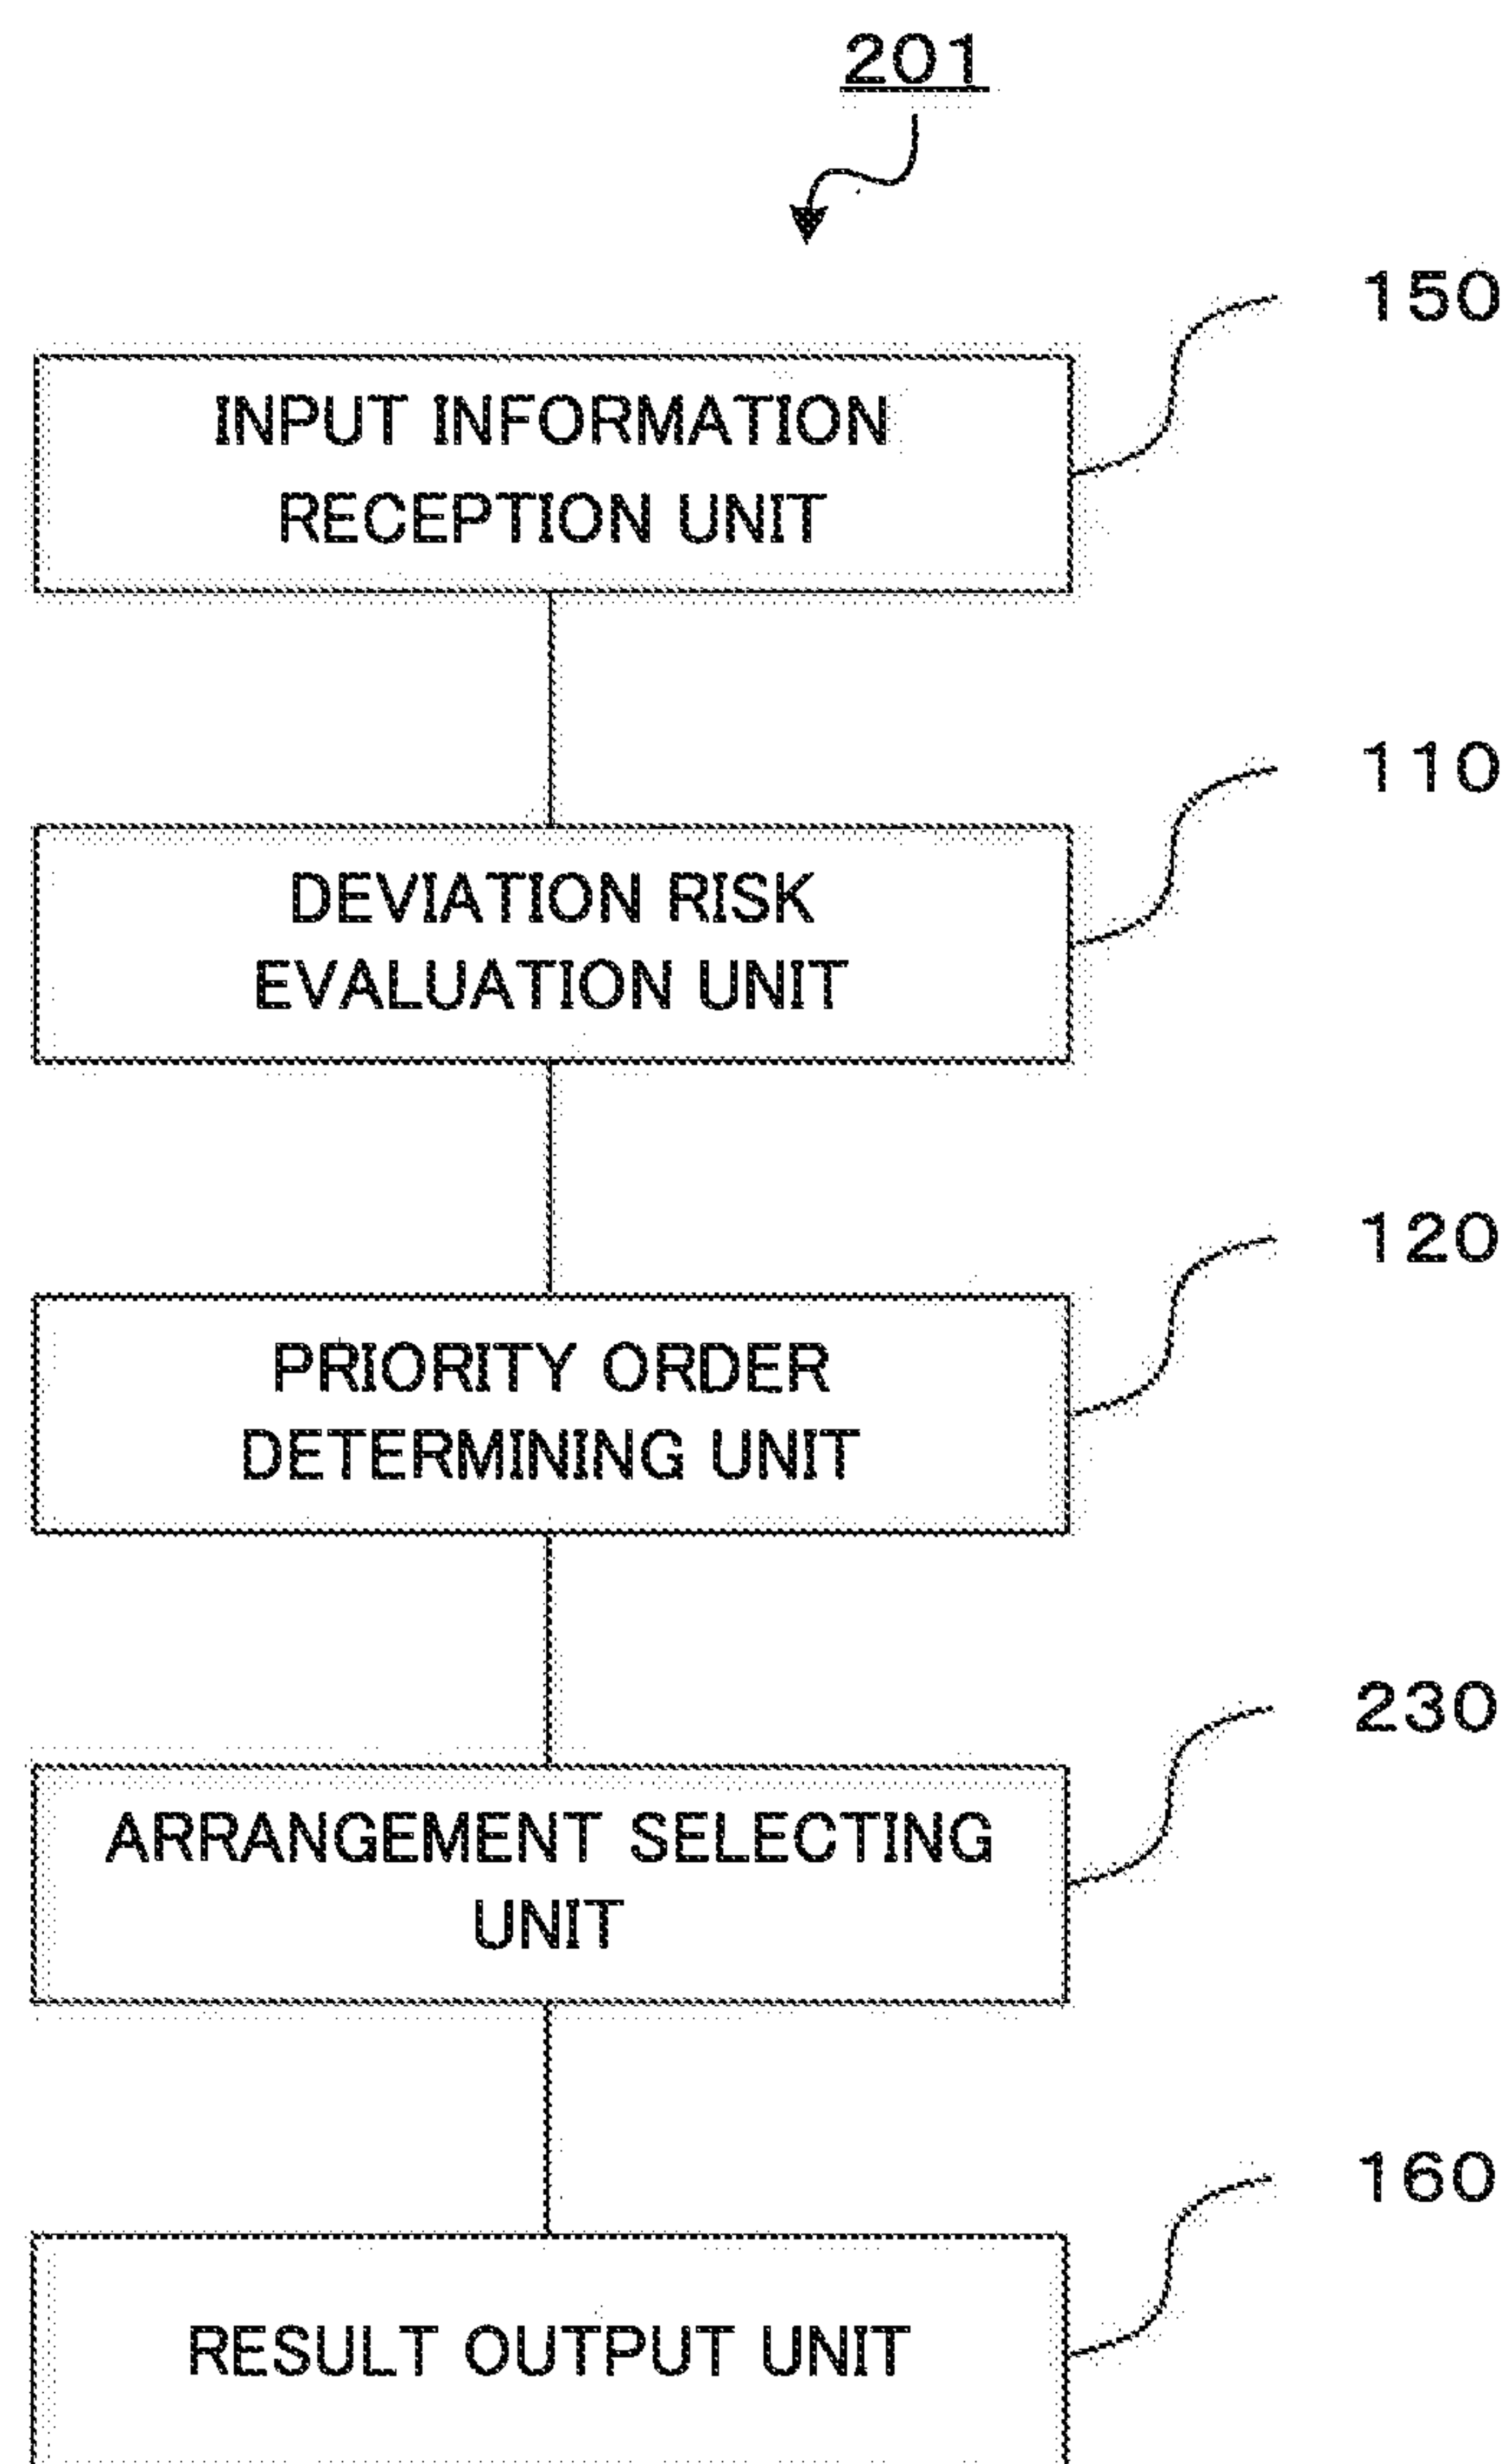 201
150
INPUT INFORMATION
RECEPTION UNIT
110
DEVIATION RISK
EVALUATION UNIT
120
PRIORITY ORDER
DETERMINING UNIT
230
ARRANGEMENT SELECTING
UNIT
160
RESULT OUTPUT UNIT